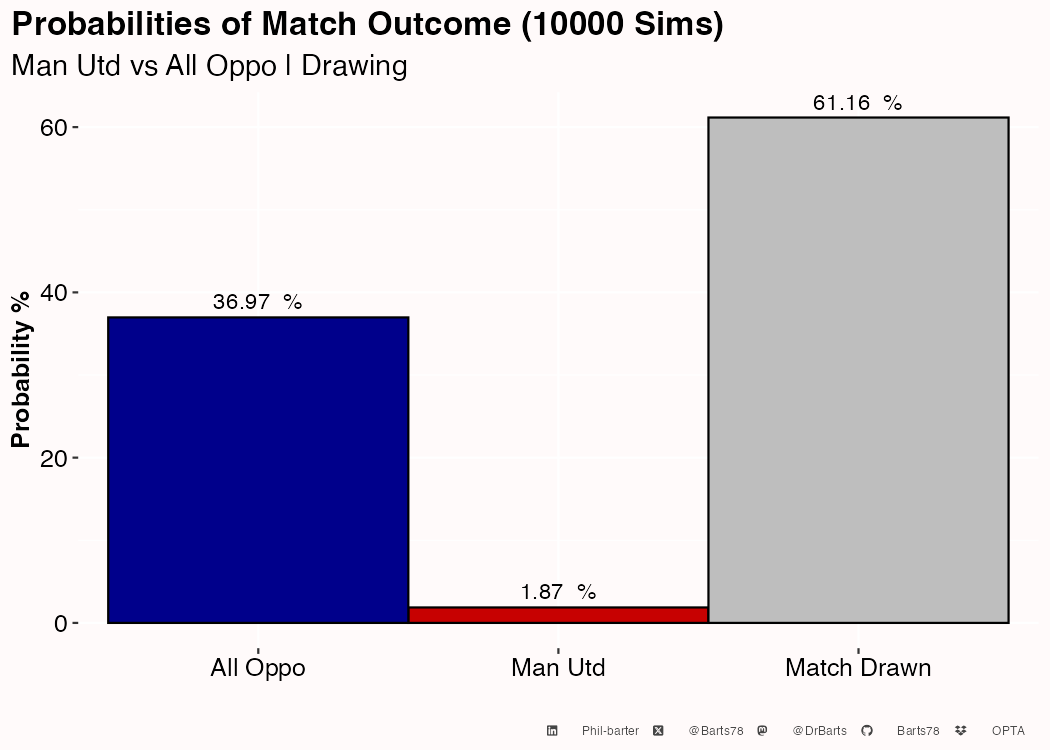 Probabilities of Match Outcome (10000 Sims)
Man Utd vs All Oppo | Drawing
61.16 %
60
Probability %
40
36.97 %
20
1.87 %
0
All Oppo Man Utd Match Drawn
Phil-barter @Barts78 @DrBarts Barts78 OPTA